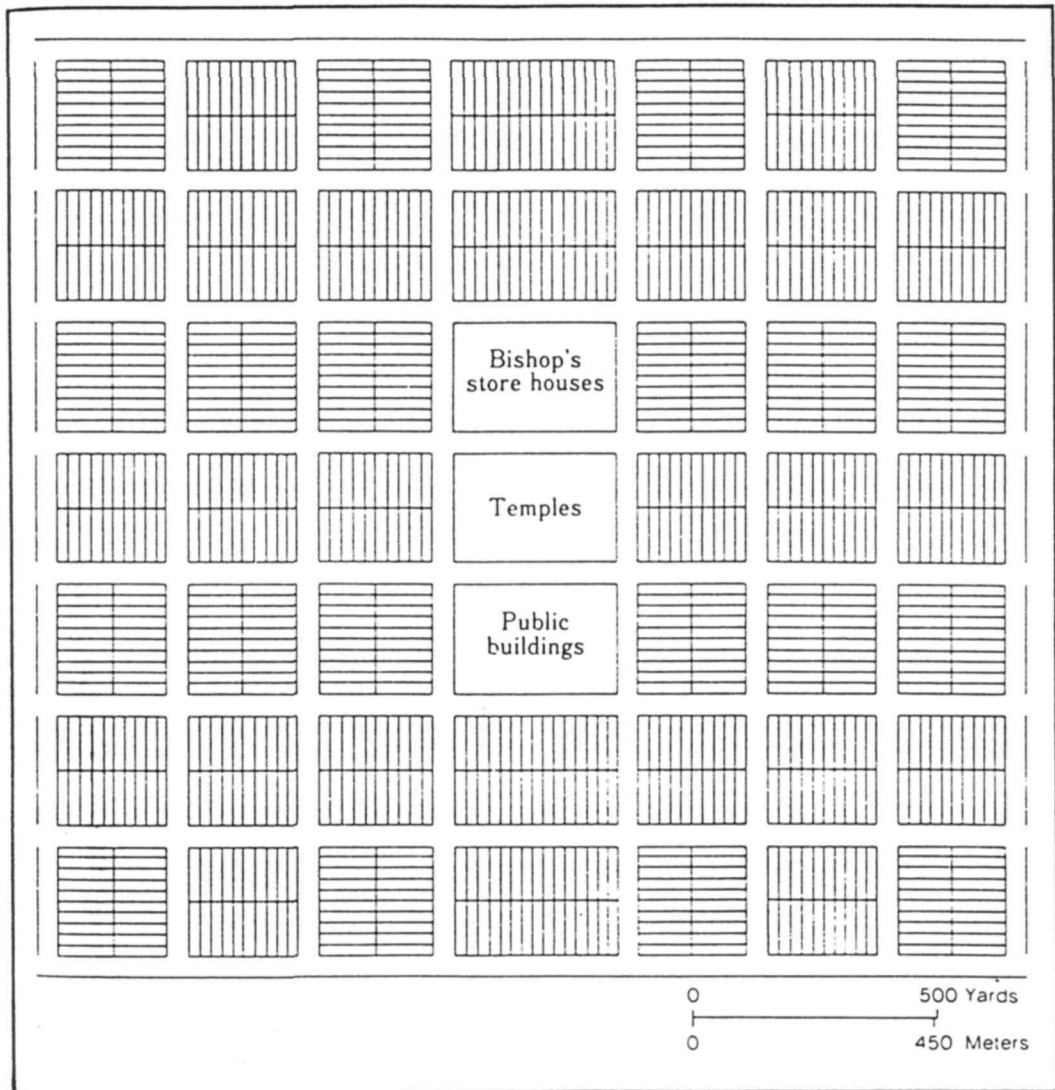 Bishop's
store houses
Temples
Public
buildings
0 500 Yards
0 450 Meters